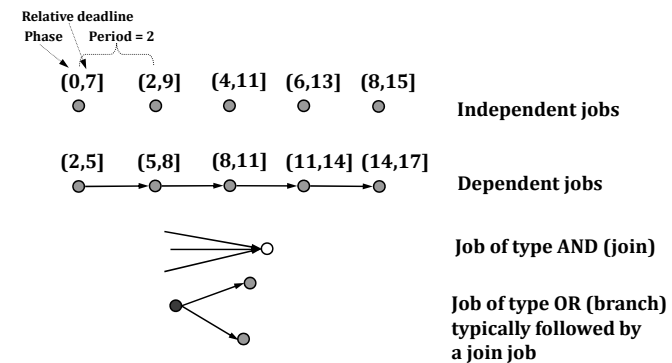 Relative deadline
Phase Period = 2
(0,7] (2,9] (4,11] (6,13] (8,15]
Independent jobs
(2,5] (5,8] (8,11] (11,14] (14,17]
Dependent jobs
Job of type AND (join)
Job of type OR (branch)
typically followed by
a join job